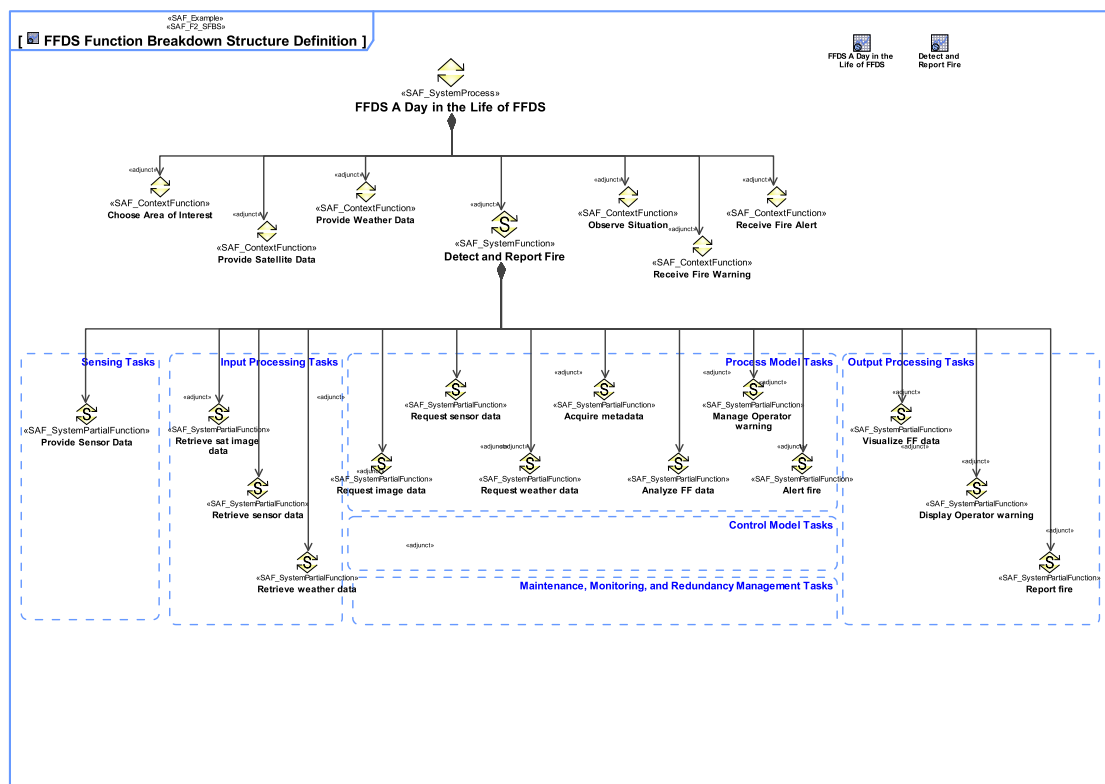 «SAF_Example»
«SAF_F2_SFBS»
[ FFDS Function Breakdown Structure Definition ]
FFDS A Day in the
Life of FFDS
Detect and
Report Fire
«SAF_SystemProcess»
FFDS A Day in the Life of FFDS
«adjunct»
«SAF_ContextFunction»
Choose Area of Interest
«adjunct»
«SAF_ContextFunction»
Provide Satellite Data
«adjunct»
«SAF_ContextFunction»
Provide Weather Data
«adjunct»
S
«SAF_SystemFunction»
Detect and Report Fire
«adjunct»
«SAF_ContextFunction»
Observe Situation
«adjunct»
«SAF_ContextFunction»
Receive Fire Warning
«adjunct»
«SAF_ContextFunction»
Receive Fire Alert
Sensing Tasks
S
«SAF_SystemPartialFunction»
Provide Sensor Data
Input Processing Tasks
«adjunct»
«adjunct»
S
«SAF_SystemPartialFunction»
Retrieve sat image
data
S
«SAF_SystemPartialFunction»
Retrieve sensor data
S
«SAF_SystemPartialFunction»
Retrieve weather data
Process Model Tasks
«adjunct»
«adjunct»
«adjunct»
S
«SAF_SystemPartialFunction»
Request sensor data
S
«SAF_SystemPartialFunction»
Acquire metadata
S
«SAF_SystemPartialFunction»
Manage Operator
warning
«adjunct»
«adjunct»
«adjunct»
«adjunct»
S
«SAF_SystemPartialFunction»
Request image data
S
«SAF_SystemPartialFunction»
Request weather data
S
«SAF_SystemPartialFunction»
Analyze FF data
S
«SAF_SystemPartialFunction»
Alert fire
Control Model Tasks
«adjunct»
Maintenance, Monitoring, and Redundancy Management Tasks
Output Processing Tasks
«adjunct»
S
«SAF_SystemPartialFunction»
Visualize FF data
«adjunct»
«adjunct»
S
«SAF_SystemPartialFunction»
Display Operator warning
«adjunct»
S
«SAF_SystemPartialFunction»
Report fire